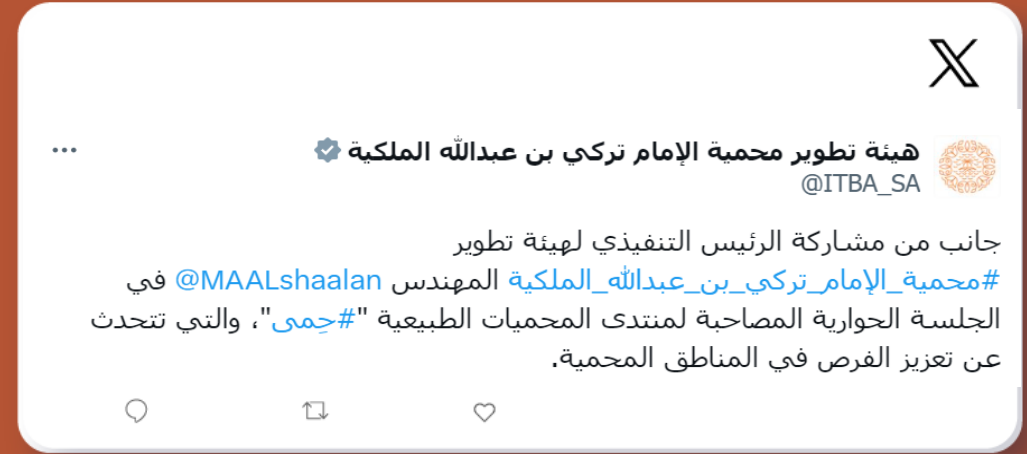 هيئة تطوير محمية الإمام تركي بن عبدالله الملكية
@ITBA_SA
جانب من مشاركة الرئيس التنفيذي لهيئة تطوير
#محمية_الإمام_تركي_بن_عبدالله_الملكية المهندس @MAALshaalan في
الجلسة الحوارية المصاحبة لمنتدى المحميات الطبيعية "#حِمى"، والتي تتحدث
عن تعزيز الفرص في المناطق المحمية.